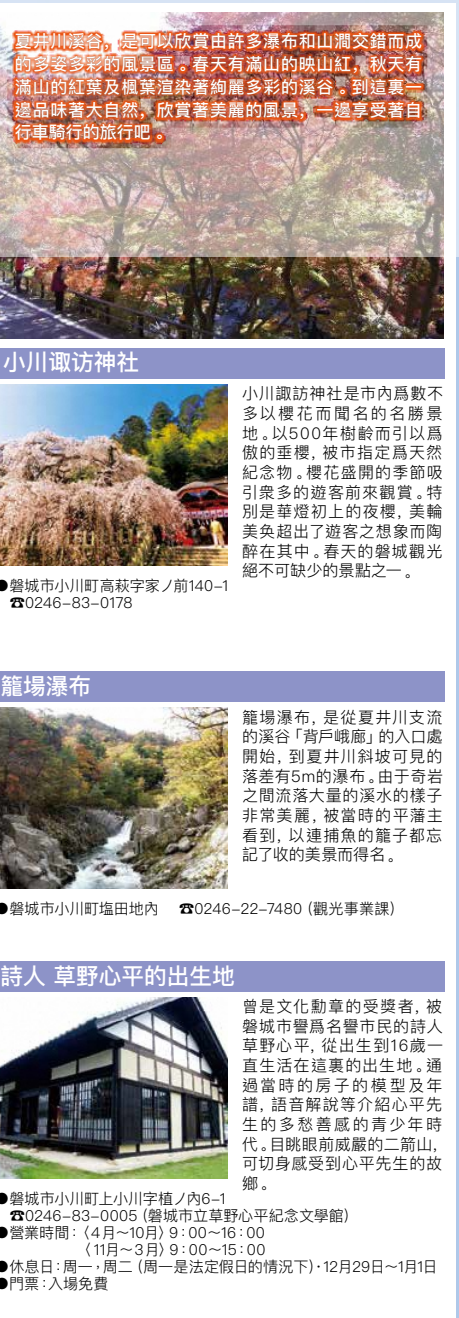 夏井川溪谷，是可以欣賞由許多瀑布和山澗交錯而成
的多姿多彩的風景區。春天有滿山的映山紅，秋天有
滿山的紅葉及楓葉渲染著絢麗多彩的溪谷。到這裏一
邊品味著大自然，欣賞著美麗的風景，一邊享受著自
行車騎行的旅行吧。
小川诹访神社
小川諏訪神社是市內爲數不
多以櫻花而聞名的名勝景
地。以500年樹齡而引以爲
傲的垂櫻，被市指定爲天然
紀念物。櫻花盛開的季節吸
引衆多的遊客前來觀賞。特
別是華燈初上的夜櫻，美輪
美奂超出了遊客之想象而陶
醉在其中。春天的磐城觀光
絕不可缺少的景點之一。
●磐城市小川町高萩字家ノ前140-1
☎0246-83-0178
籠場瀑布
籠場瀑布，是從夏井川支流
的溪谷「背戶峨廊」的入口處
開始，到夏井川斜坡可見的
落差有5m的瀑布。由于奇岩
之間流落大量的溪水的樣子
非常美麗，被當時的平藩主
看到，以連捕魚的籠子都忘
記了收的美景而得名。
●磐城市小川町塩田地內 ☎0246-22-7480（觀光事業課）
詩人 草野心平的出生地
曾是文化勳章的受獎者，被
磐城市譽爲名譽市民的詩人
草野心平，從出生到16歲一
直生活在這裏的出生地。通
過當時的房子的模型及年
譜，語音解說等介紹心平先
生的多愁善感的青少年時
代。目眺眼前威嚴的二箭山，
可切身感受到心平先生的故
鄉。
●磐城市小川町上小川字植ノ內6-1
☎0246-83-0005（磐城市立草野心平紀念文學館）
●營業時間：〈4月～10月〉9：00～16：00
〈11月～3月〉9：00～15：00
●休息日：周一，周二（周一是法定假日的情況下）・12月29日～1月1日
●門票：入場免費